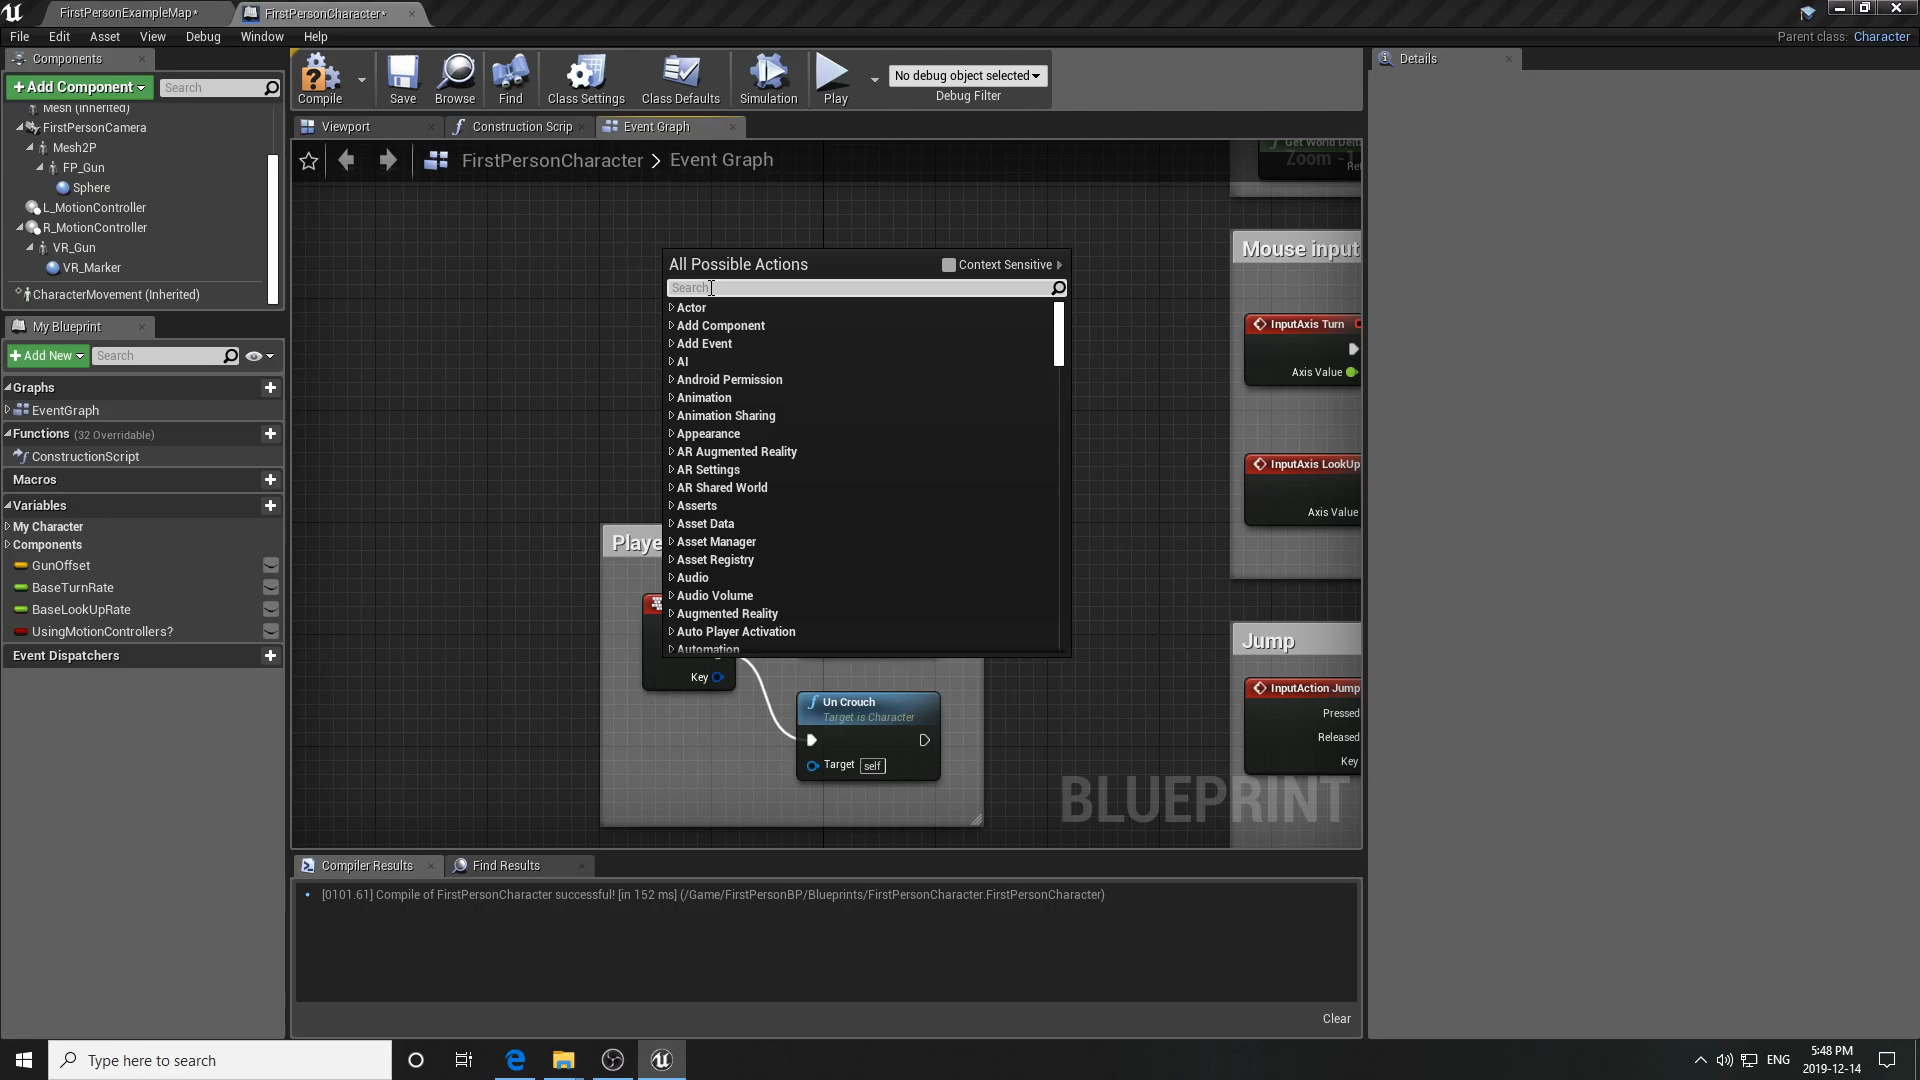 FirstPersonExampleMap*
FirstPersonCharacter*
File Edit Asset View Debug Window Help
Parent class: Character
Components
+Add Component
Search
Mesh (Inherited)
FirstPersonCamera
Mesh2P
FP_Gun
Sphere
L_MotionController
R_MotionController
VR_Gun
VR_Marker
CharacterMovement (Inherited)
My Blueprint
+Add New
Search
Graphs
EventGraph
Functions (32 Overridable)
ConstructionScript
Macros
Variables
My Character
Components
GunOffset
BaseTurnRate
BaseLookUpRate
UsingMotionControllers?
Event Dispatchers
Compile
Save
Browse
Find
Class Settings
Class Defaults
Simulation
Play
No debug object selected
Debug Filter
Viewport
Construction Scrip
Event Graph
FirstPersonCharacter > Event Graph
Get World Delta
Zoom -1
All Possible Actions
Context Sensitive
Search
Actor
Add Component
Add Event
AI
Android Permission
Animation
Animation Sharing
Appearance
AR Augmented Reality
AR Settings
AR Shared World
Asserts
Asset Data
Asset Manager
Asset Registry
Audio
Audio Volume
Augmented Reality
Auto Player Activation
Automation
Playe
Key
Un Crouch
Target is Character
Target self
Mouse input
InputAxis Turn
Axis Value
InputAxis LookUp
Axis Value
Jump
InputAction Jump
Pressed
Released
Key
BLUEPRINT
Compiler Results
Find Results
[0101.61] Compile of FirstPersonCharacter successful! [in 152 ms] (/Game/FirstPersonBP/Blueprints/FirstPersonCharacter.FirstPersonCharacter)
Clear
Details
Type here to search
ENG
5:48 PM
2019-12-14